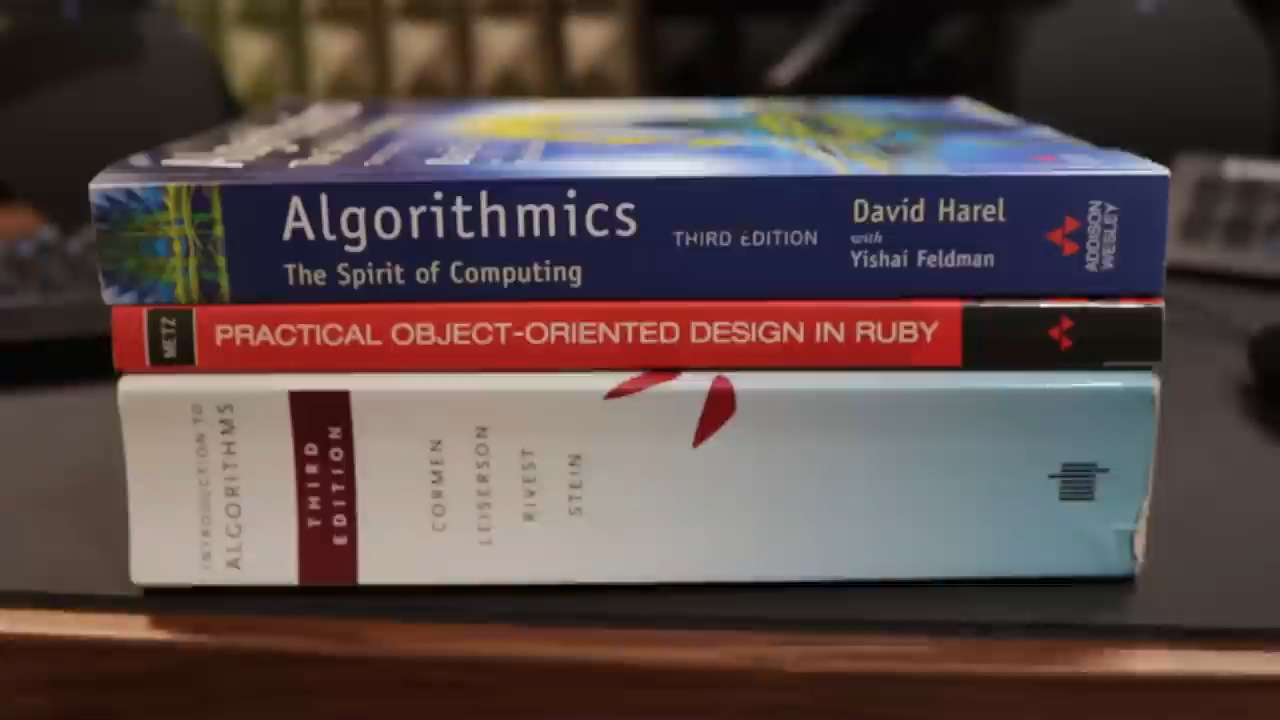 Algorithmics
The Spirit of Computing
THIRD EDITION
David Harel
with
Yishai Feldman
ADDISON
WESLEY
METZ
PRACTICAL OBJECT-ORIENTED DESIGN IN RUBY
INTRODUCTION TO
ALGORITHMS
THIRD
EDITION
CORMEN
LEISERSON
RIVEST
STEIN